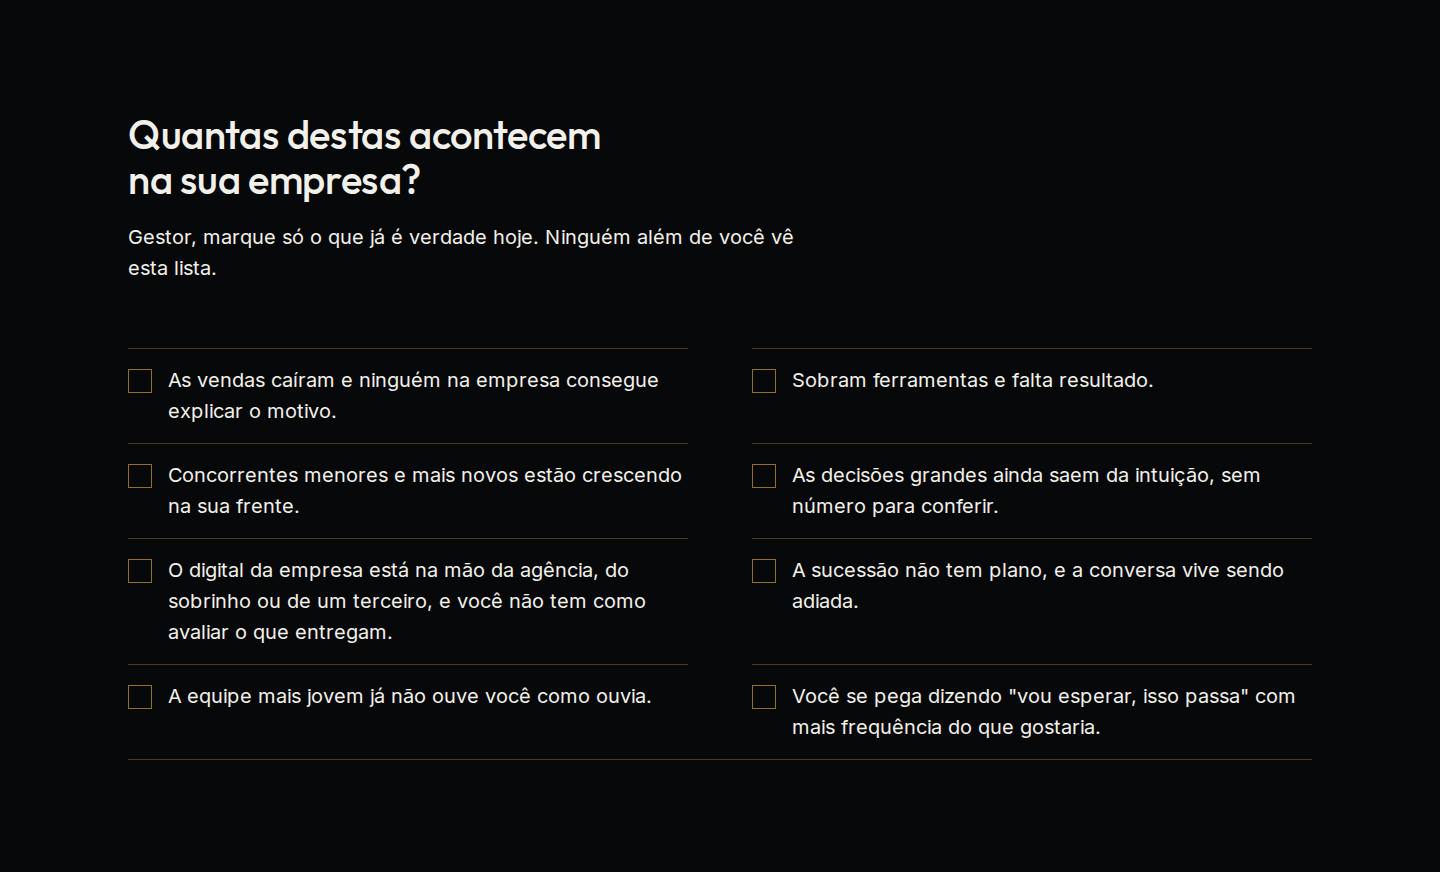 Quantas destas acontecem
na sua empresa?
Gestor, marque só o que já é verdade hoje. Ninguém além de você vê
esta lista.
As vendas caíram e ninguém na empresa consegue
explicar o motivo.
Sobram ferramentas e falta resultado.
Concorrentes menores e mais novos estão crescendo
na sua frente.
As decisões grandes ainda saem da intuição, sem
número para conferir.
O digital da empresa está na mão da agência, do
sobrinho ou de um terceiro, e você não tem como
avaliar o que entregam.
A sucessão não tem plano, e a conversa vive sendo
adiada.
A equipe mais jovem já não ouve você como ouvia.
Você se pega dizendo "vou esperar, isso passa" com
mais frequência do que gostaria.